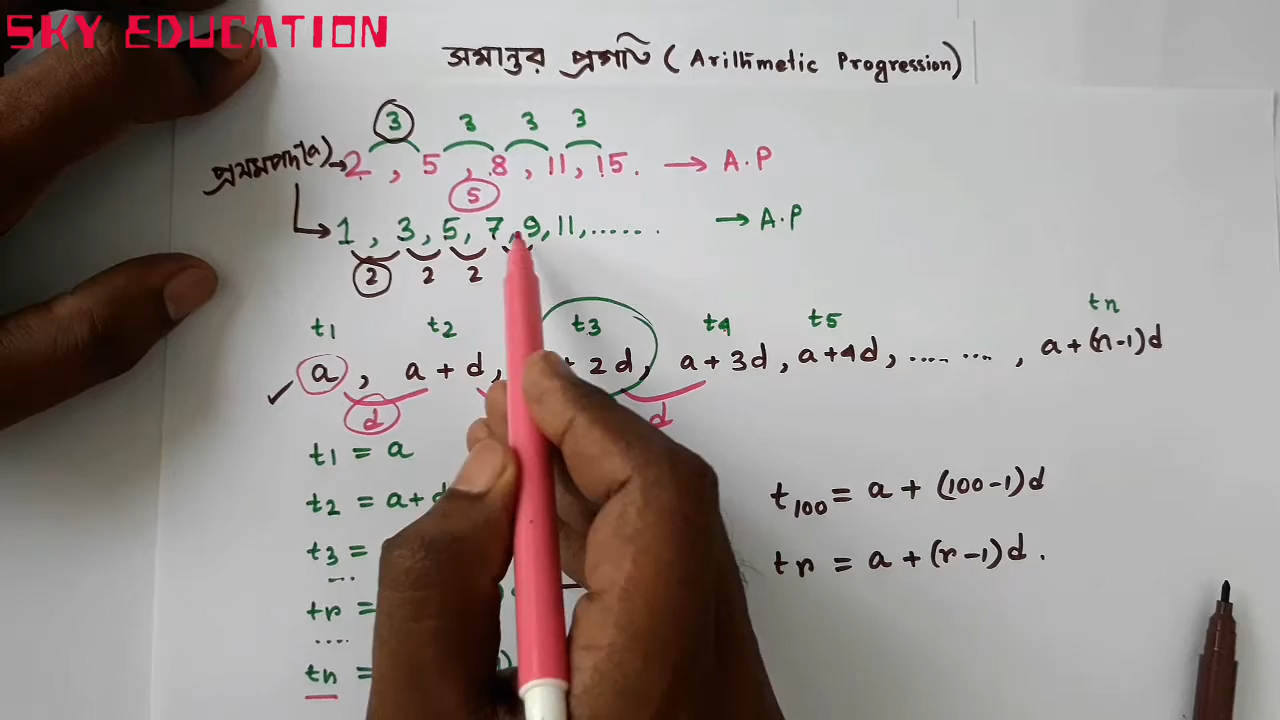 SKY EDUCATION
সমান্তর প্রগতি (Arithmetic Progression)
3 3 3 3
প্রথমপদ(a) → 2, 5, 8, 11, 15. → A.P
5
1, 3, 5, 7, 9, 11, ...... → A.P
2 2 2
t1 t2 t3 t4 t5 tn
✓ a, a + d, + 2d, a + 3d, a + 4d, ........., a + (n-1)d
d d
t1 = a
t2 = a+d
t3 =
....
tr =
....
tn =
t100 = a + (100-1)d
tr = a + (r-1)d.